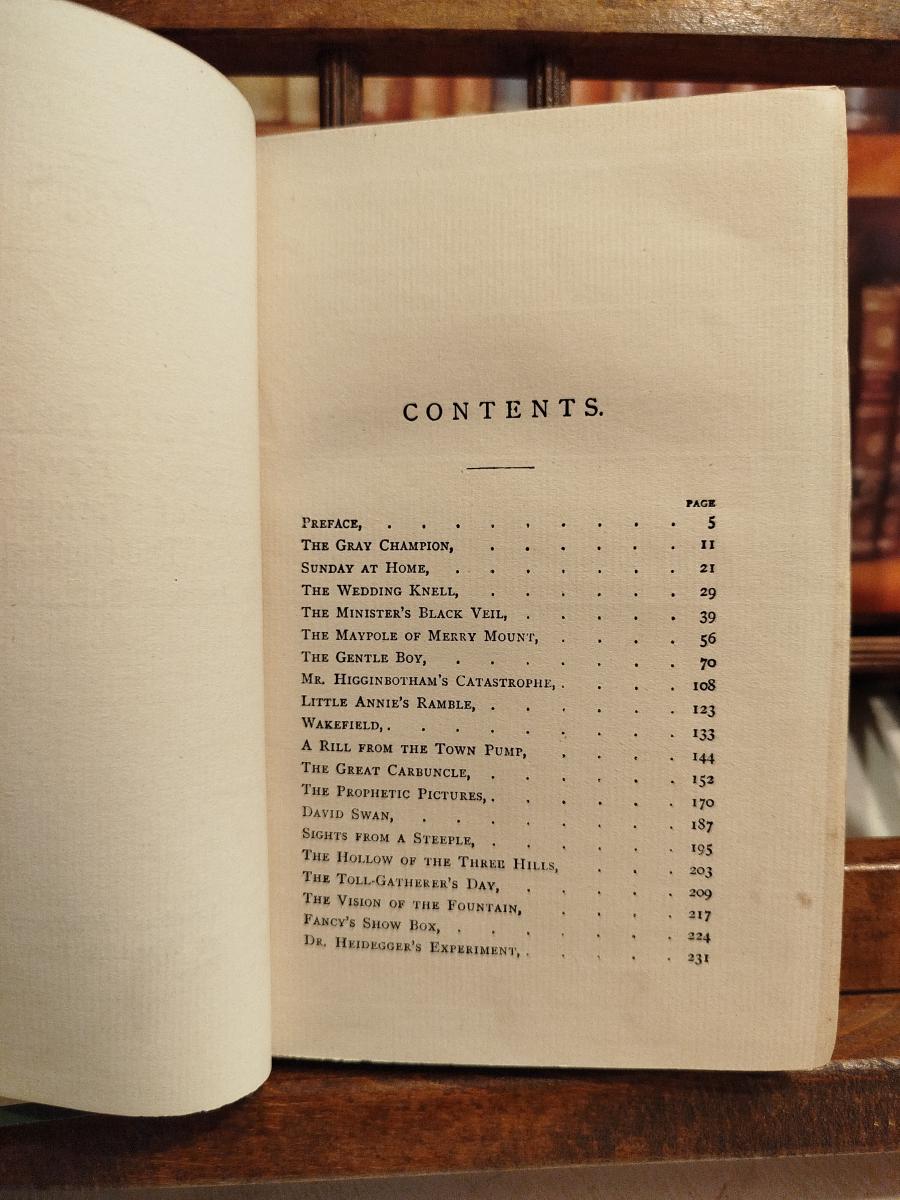 CONTENTS.
PAGE
PREFACE, . . . . . . . . . 5
THE GRAY CHAMPION, . . . . . . 11
SUNDAY AT HOME, . . . . . . . 21
THE WEDDING KNELL, . . . . . . 29
THE MINISTER'S BLACK VEIL, . . . . . 39
THE MAYPOLE OF MERRY MOUNT, . . . . 56
THE GENTLE BOY, . . . . . . . 70
MR. HIGGINBOTHAM'S CATASTROPHE, . . . . 108
LITTLE ANNIE'S RAMBLE, . . . . . . 123
WAKEFIELD, . . . . . . . . . 133
A RILL FROM THE TOWN PUMP, . . . . 144
THE GREAT CARBUNCLE, . . . . . . 152
THE PROPHETIC PICTURES, . . . . . . 170
DAVID SWAN, . . . . . . . . 187
SIGHTS FROM A STEEPLE, . . . . . . 195
THE HOLLOW OF THE THREE HILLS, . . . 203
THE TOLL-GATHERER'S DAY, . . . . . 209
THE VISION OF THE FOUNTAIN, . . . . 217
FANCY'S SHOW BOX, . . . . . . . 224
DR. HEIDEGGER'S EXPERIMENT, . . . . . 231